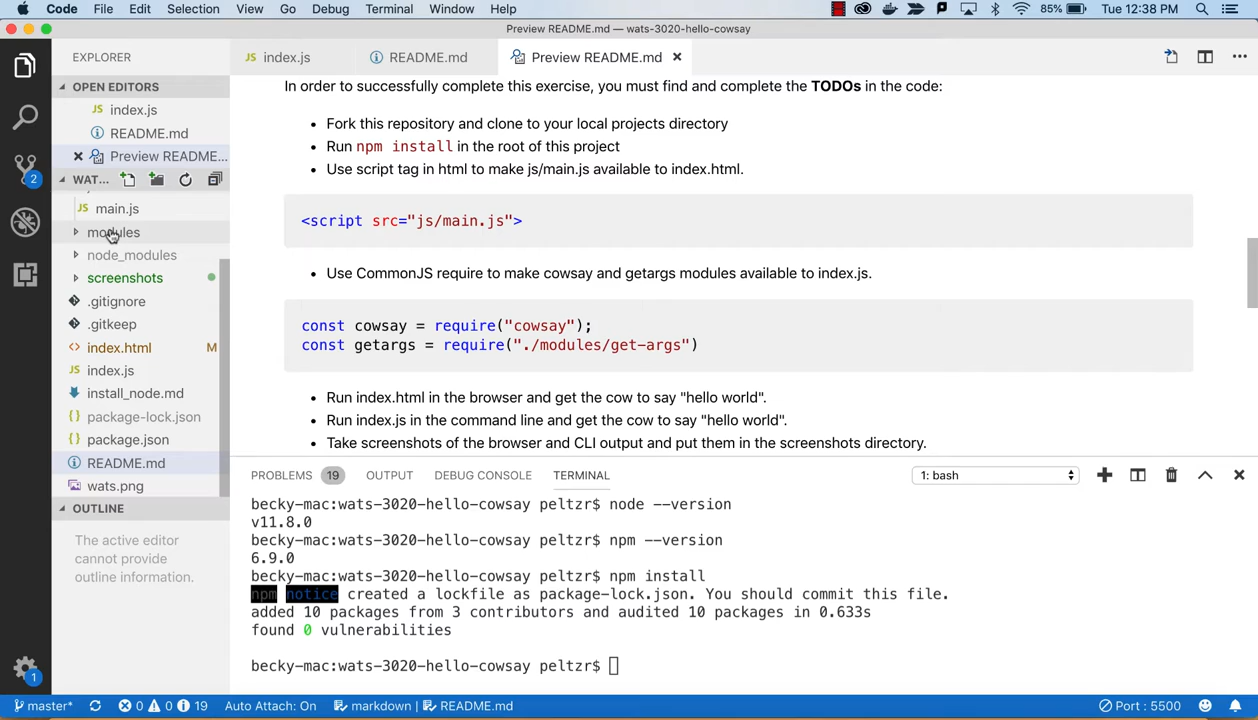 Code File Edit Selection View Go Debug Terminal Window Help 85% Tue 12:38 PM
Preview README.md — wats-3020-hello-cowsay
EXPLORER
JS index.js README.md Preview README.md
OPEN EDITORS
JS index.js
README.md
Preview README...
WAT...
JS main.js
modules
node_modules
screenshots
.gitignore
.gitkeep
index.html M
JS index.js
install_node.md
package-lock.json
package.json
README.md
wats.png
OUTLINE
The active editor
cannot provide
outline information.
2
1
In order to successfully complete this exercise, you must find and complete the TODOs in the code:
• Fork this repository and clone to your local projects directory
• Run npm install in the root of this project
• Use script tag in html to make js/main.js available to index.html.
<script src="js/main.js">
• Use CommonJS require to make cowsay and getargs modules available to index.js.
const cowsay = require("cowsay");
const getargs = require("./modules/get-args")
• Run index.html in the browser and get the cow to say "hello world".
• Run index.js in the command line and get the cow to say "hello world".
• Take screenshots of the browser and CLI output and put them in the screenshots directory.
PROBLEMS 19 OUTPUT DEBUG CONSOLE TERMINAL 1: bash
becky-mac:wats-3020-hello-cowsay peltzr$ node --version
v11.8.0
becky-mac:wats-3020-hello-cowsay peltzr$ npm --version
6.9.0
becky-mac:wats-3020-hello-cowsay peltzr$ npm install
npm notice created a lockfile as package-lock.json. You should commit this file.
added 10 packages from 3 contributors and audited 10 packages in 0.633s
found 0 vulnerabilities
becky-mac:wats-3020-hello-cowsay peltzr$
master* 0 0 19 Auto Attach: On markdown | README.md Port : 5500